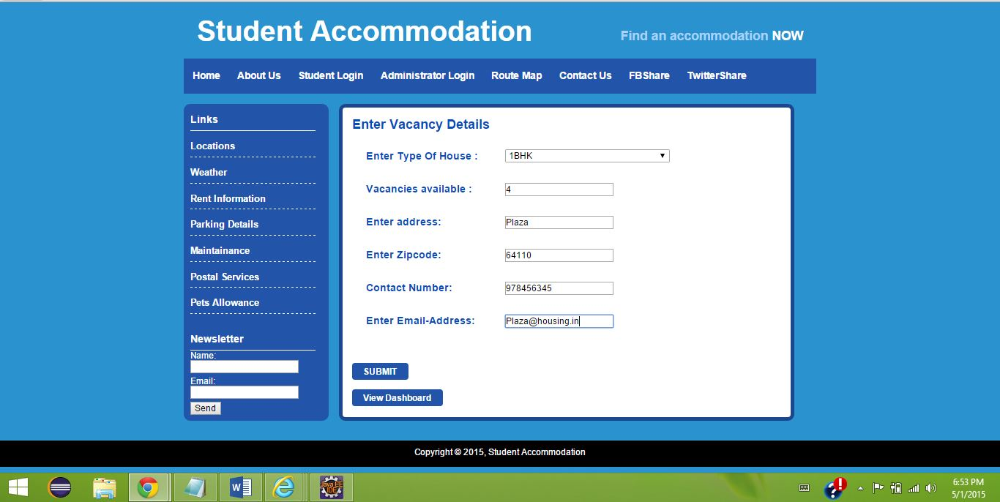 Student Accommodation
Find an accommodation NOW
Home About Us Student Login Administrator Login Route Map Contact Us FBShare TwitterShare
Links
Locations
Weather
Rent Information
Parking Details
Maintainance
Postal Services
Pets Allowance
Newsletter
Name:
Email:
Send
Enter Vacancy Details
Enter Type Of House : 1BHK
Vacancies available : 4
Enter address: Plaza
Enter Zipcode: 64110
Contact Number: 978456345
Enter Email-Address: Plaza@housing.in
SUBMIT
View Dashboard
Copyright © 2015, Student Accommodation
Java EE
IDE
6:53 PM
5/1/2015